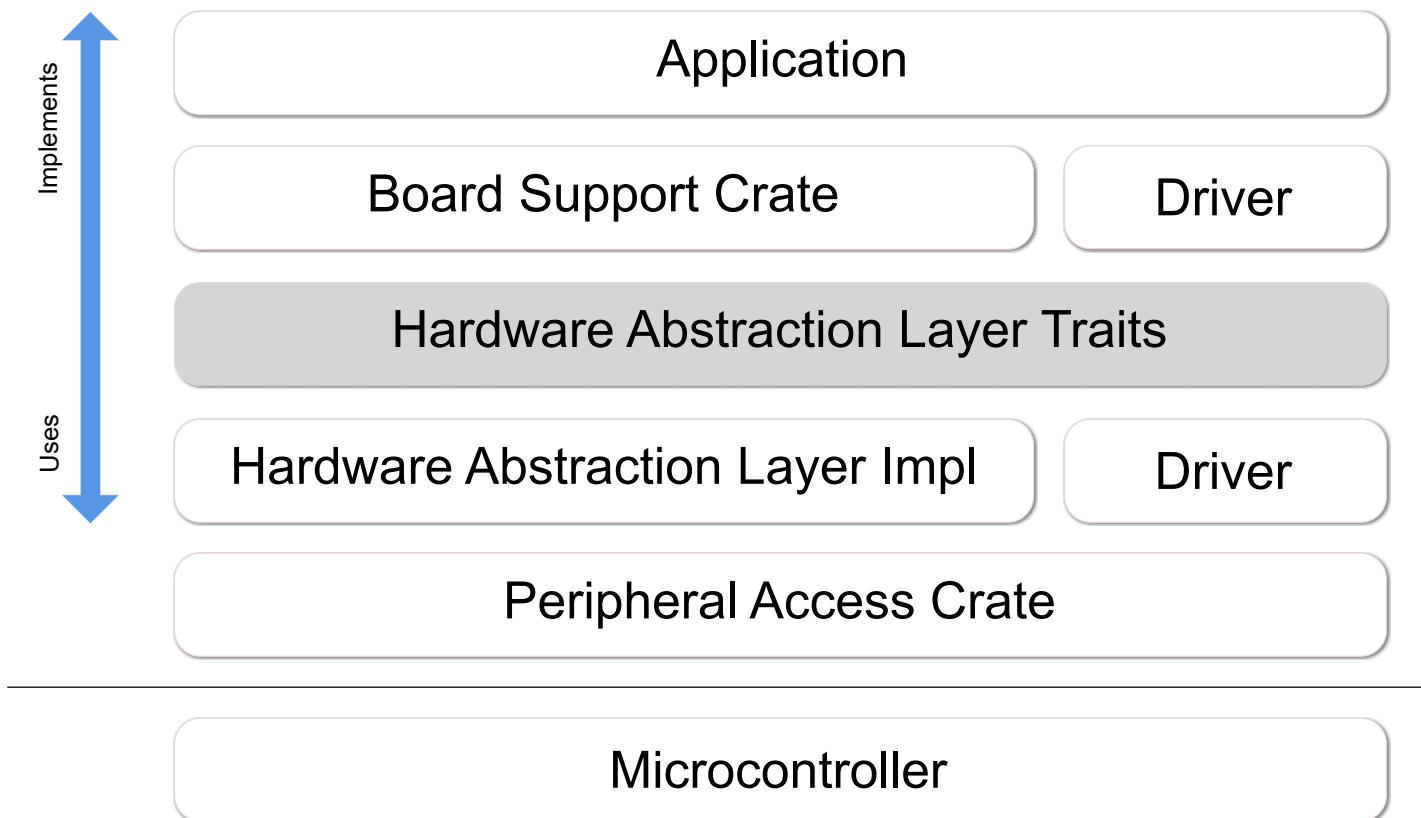 Implements
Uses
Application
Board Support Crate
Driver
Hardware Abstraction Layer Traits
Hardware Abstraction Layer Impl
Driver
Peripheral Access Crate
Microcontroller